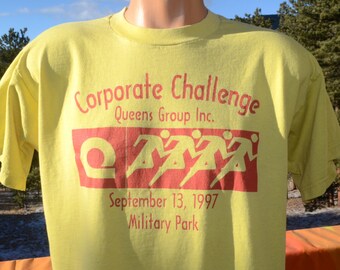 Corporate Challenge
Queens Group Inc.
September 13, 1997
Military Park